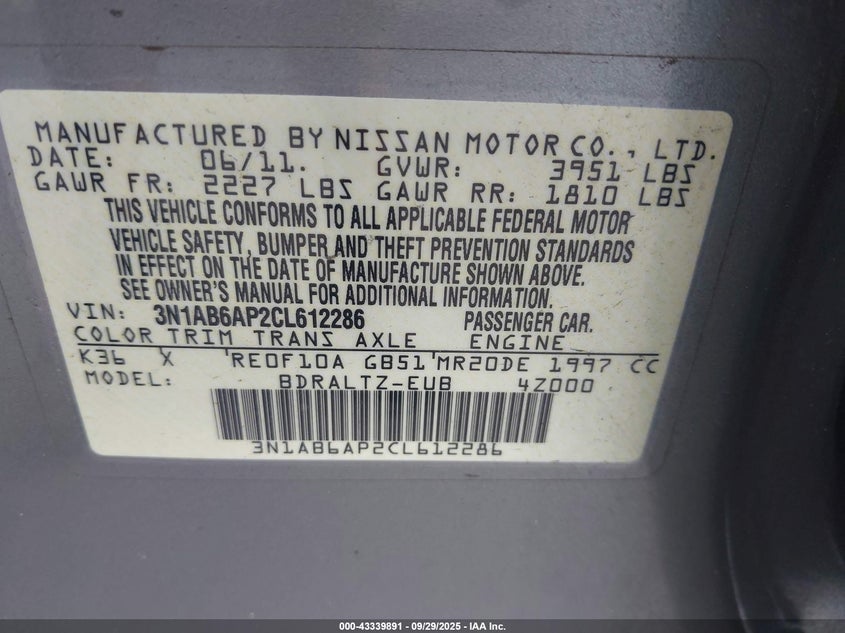 MANUFACTURED BY NISSAN MOTOR CO., LTD.
DATE: 06/11. GVWR: 3951 LBS
GAWR FR: 2227 LBS GAWR RR: 1810 LBS
THIS VEHICLE CONFORMS TO ALL APPLICABLE FEDERAL MOTOR
VEHICLE SAFETY, BUMPER AND THEFT PREVENTION STANDARDS
IN EFFECT ON THE DATE OF MANUFACTURE SHOWN ABOVE.
SEE OWNER'S MANUAL FOR ADDITIONAL INFORMATION.
VIN: 3N1AB6AP2CL612286 PASSENGER CAR.
COLOR TRIM TRANS AXLE ENGINE
K36 X RE0F10A GB51 MR20DE 1997 CC
MODEL: BDRALTZ-EUB 4Z000
3N1AB6AP2CL612286
000-43339891 - 09/29/2025 - IAA Inc.